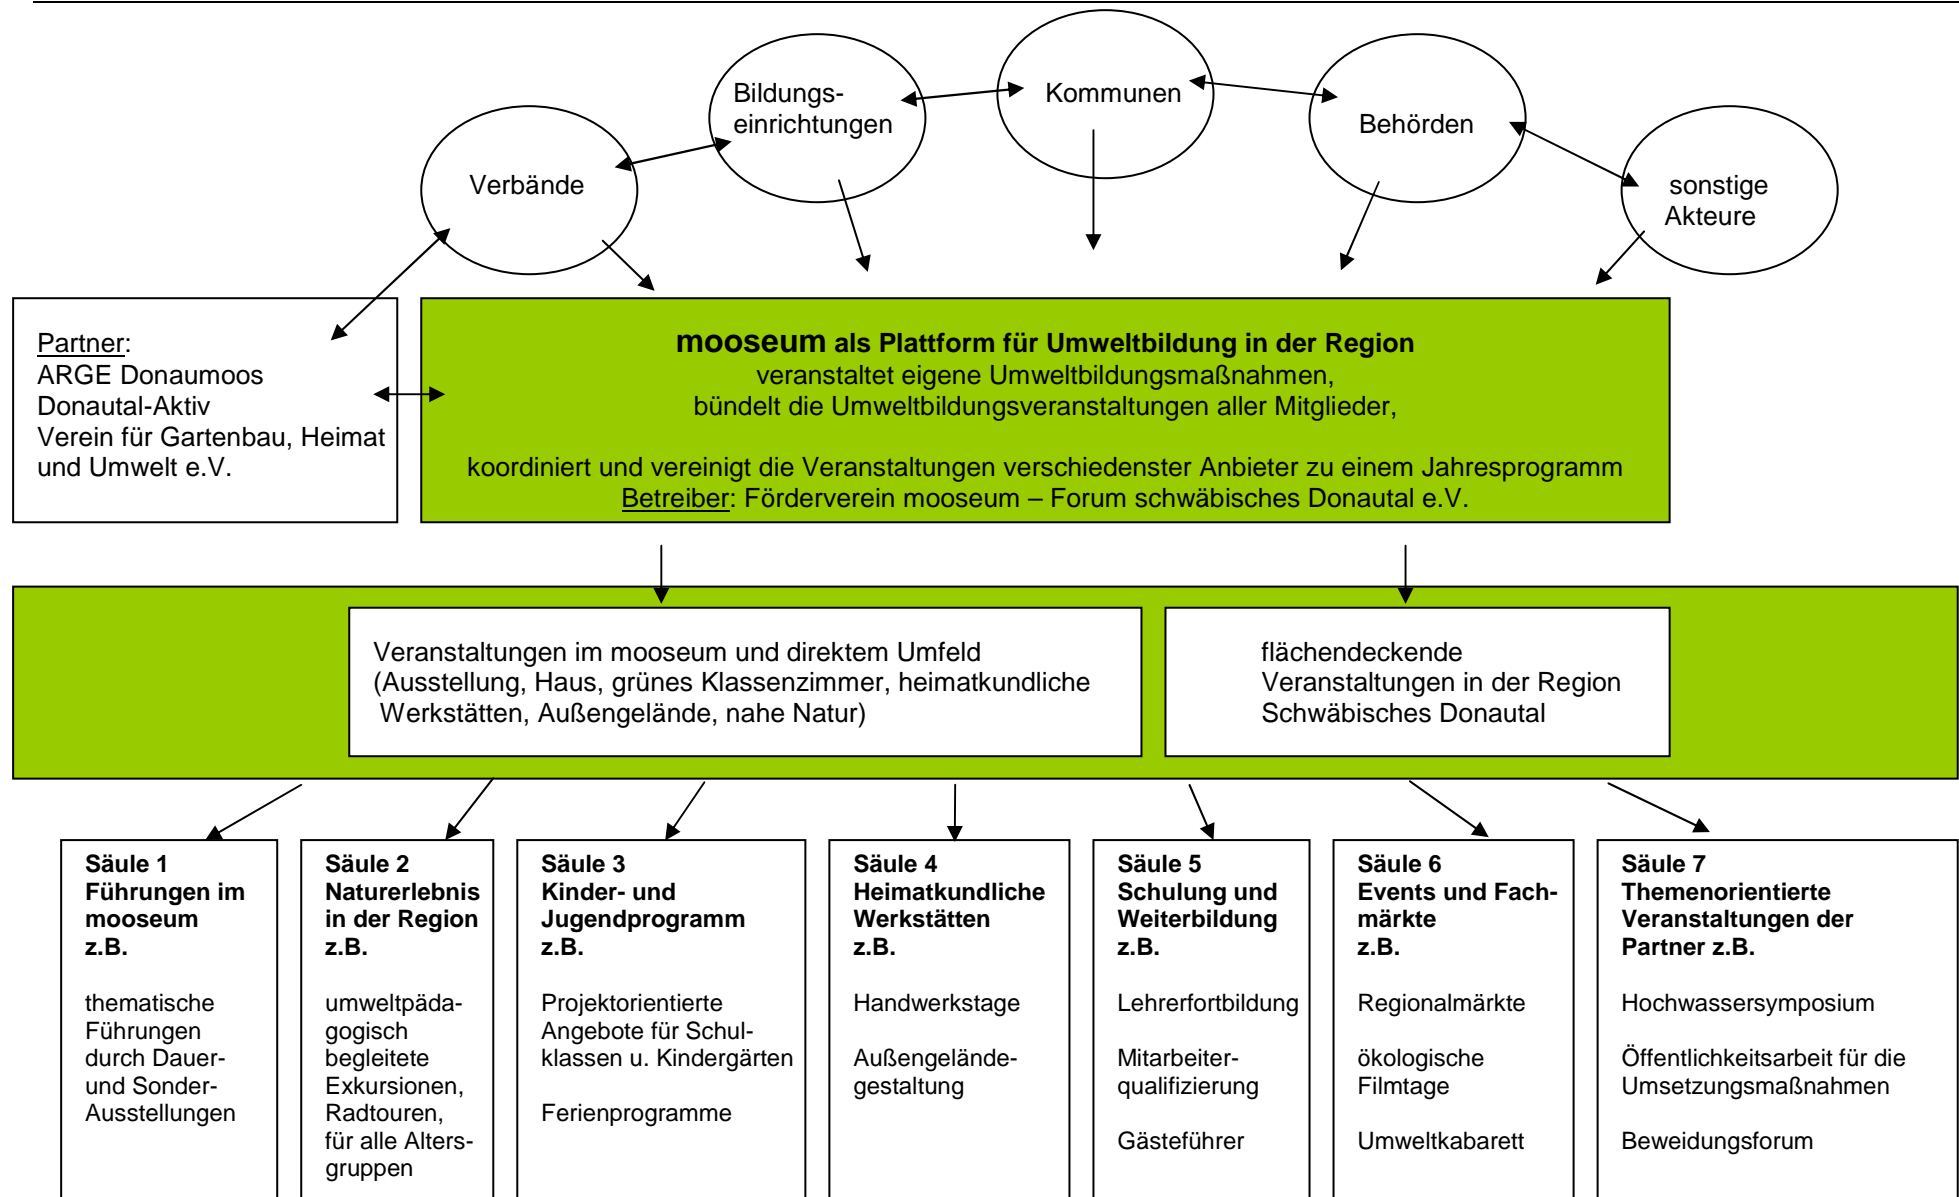 Bildungs-
einrichtungen
Kommunen
Behörden
Verbände
sonstige
Akteure
Partner:
ARGE Donaumoos
Donautal-Aktiv
Verein für Gartenbau, Heimat
und Umwelt e.V.
mooseum als Plattform für Umweltbildung in der Region
veranstaltet eigene Umweltbildungsmaßnahmen,
bündelt die Umweltbildungsveranstaltungen aller Mitglieder,
koordiniert und vereinigt die Veranstaltungen verschiedenster Anbieter zu einem Jahresprogramm
Betreiber: Förderverein mooseum – Forum schwäbisches Donautal e.V.
Veranstaltungen im mooseum und direktem Umfeld
(Ausstellung, Haus, grünes Klassenzimmer, heimatkundliche
Werkstätten, Außengelände, nahe Natur)
flächendeckende
Veranstaltungen in der Region
Schwäbisches Donautal
Säule 1
Führungen im
mooseum
z.B.
thematische
Führungen
durch Dauer-
und Sonder-
Ausstellungen
Säule 2
Naturerlebnis
in der Region
z.B.
umweltpäda-
gogisch
begleitete
Exkursionen,
Radtouren,
für alle Alters-
gruppen
Säule 3
Kinder- und
Jugendprogramm
z.B.
Projektorientierte
Angebote für Schul-
klassen u. Kindergärten
Ferienprogramme
Säule 4
Heimatkundliche
Werkstätten
z.B.
Handwerkstage
Außengelände-
gestaltung
Säule 5
Schulung und
Weiterbildung
z.B.
Lehrerfortbildung
Mitarbeiter-
qualifizierung
Gästeführer
Säule 6
Events und Fach-
märkte
z.B.
Regionalmärkte
ökologische
Filmtage
Umweltkabarett
Säule 7
Themenorientierte
Veranstaltungen der
Partner z.B.
Hochwassersymposium
Öffentlichkeitsarbeit für die
Umsetzungsmaßnahmen
Beweidungsforum